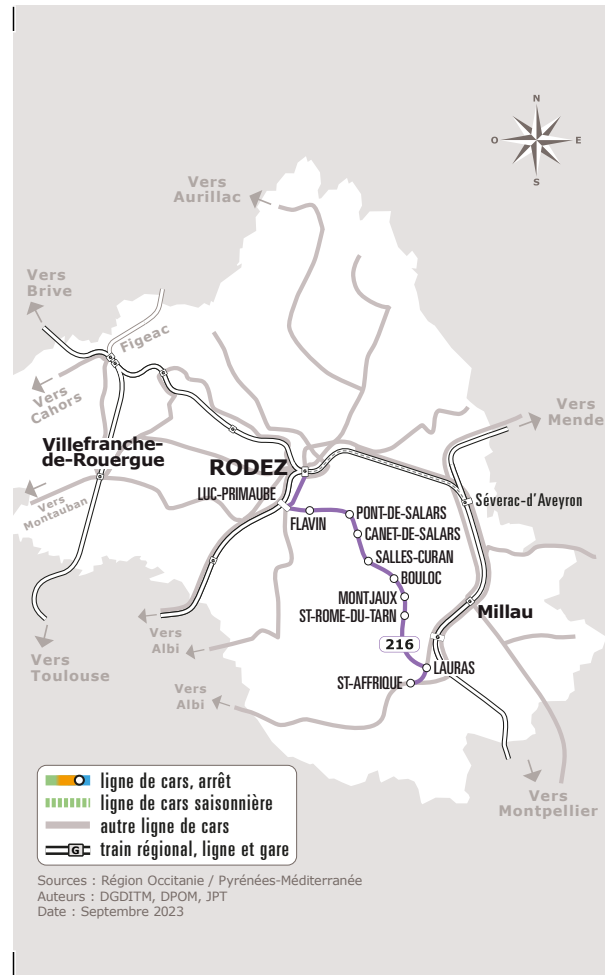 N
O
E
S
Vers
Aurillac
Vers
Brive
Figeac
Vers
Cahors
Vers
Mende
Villefranche-
de-Rouergue
RODEZ
LUC-PRIMAUBE
Séverac-d'Aveyron
Vers
Montauban
FLAVIN
PONT-DE-SALARS
CANET-DE-SALARS
SALLES-CURAN
BOULOC
MONTJAUX
ST-ROME-DU-TARN
Millau
216
Vers
Toulouse
Vers
Albi
LAURAS
ST-AFFRIQUE
Vers
Albi
Vers
Montpellier
ligne de cars, arrêt
ligne de cars saisonnière
autre ligne de cars
G train régional, ligne et gare
Sources : Région Occitanie / Pyrénées-Méditerranée
Auteurs : DGDITM, DPOM, JPT
Date : Septembre 2023